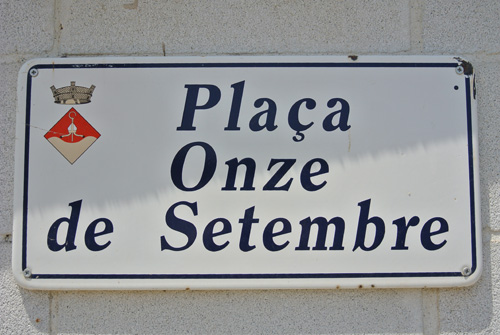 Plaça
Onze
de Setembre